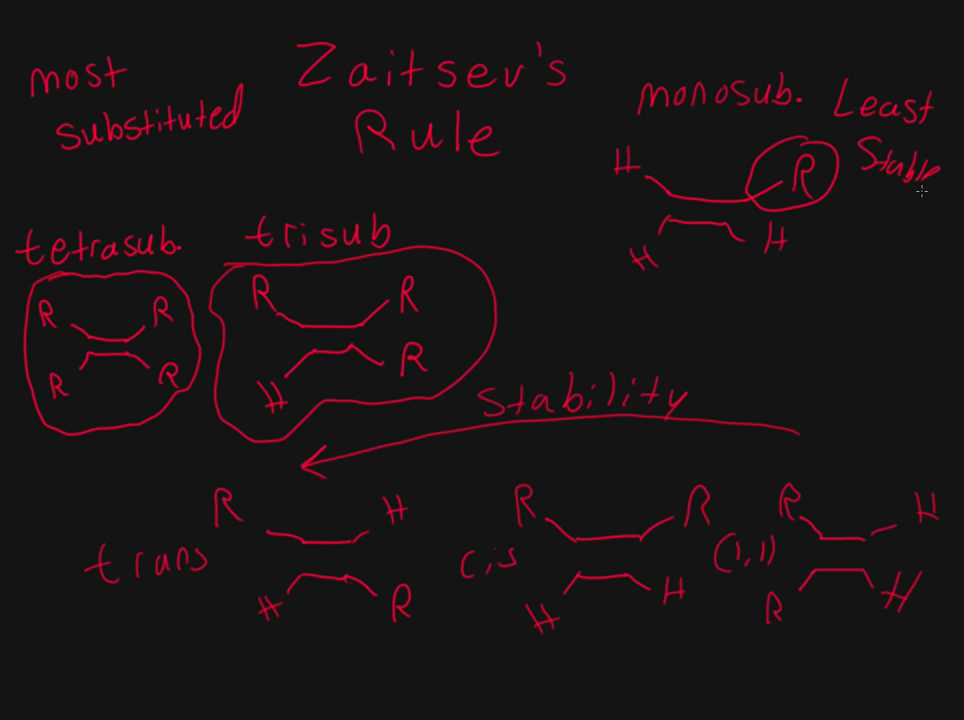 most
substituted
Zaitsev's
Rule
monosub. Least
Stable
H R
H H
tetrasub.
R R
R R
trisub
R R
H R
Stability
trans
R H
H R
cis
R R
H H
(1,1)
R H
R H